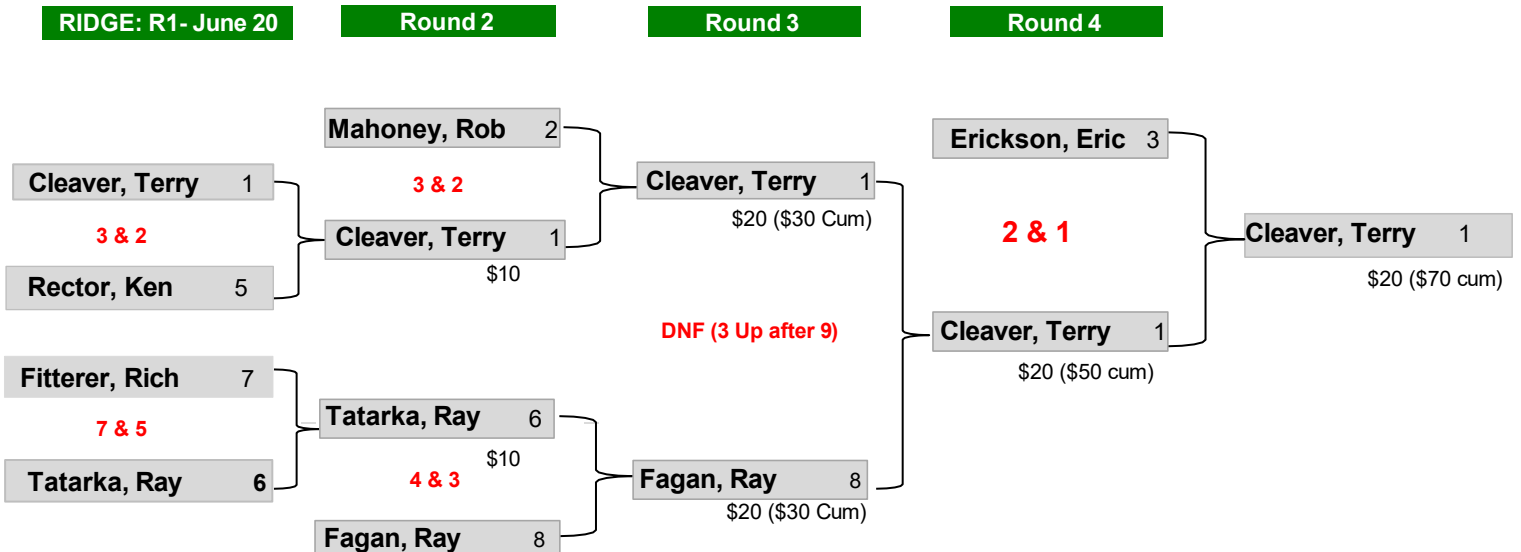 RIDGE: R1- June 20
Round 2
Round 3
Round 4
Cleaver, Terry 1
3 & 2
Rector, Ken 5
Fitterer, Rich 7
7 & 5
Tatarka, Ray 6
Mahoney, Rob 2
3 & 2
Cleaver, Terry 1
$10
Tatarka, Ray 6
$10
4 & 3
Fagan, Ray 8
Cleaver, Terry 1
$20 ($30 Cum)
DNF (3 Up after 9)
Fagan, Ray 8
$20 ($30 Cum)
Erickson, Eric 3
2 & 1
Cleaver, Terry 1
$20 ($50 cum)
Cleaver, Terry 1
$20 ($70 cum)